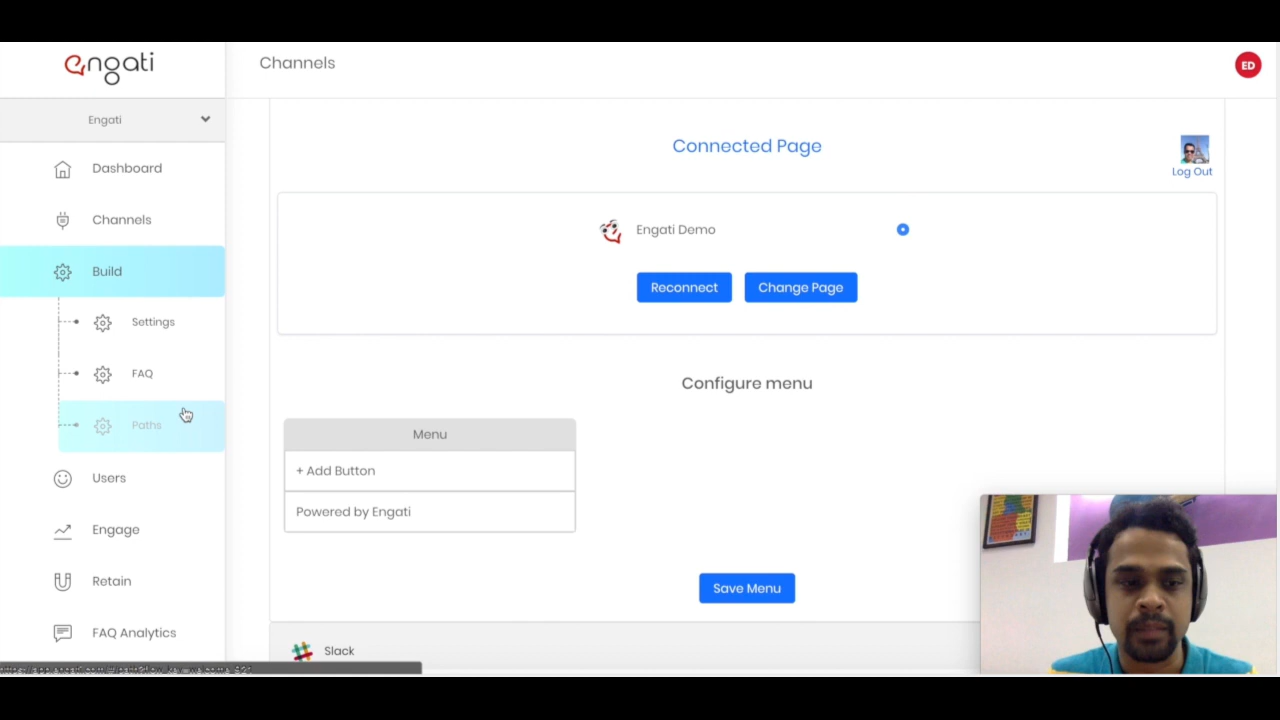 engati
Channels
ED
Engati
Dashboard
Channels
Build
Settings
FAQ
Paths
Users
Engage
Retain
FAQ Analytics
Connected Page
Log Out
Engati Demo
Reconnect
Change Page
Configure menu
Menu
+ Add Button
Powered by Engati
Save Menu
Slack